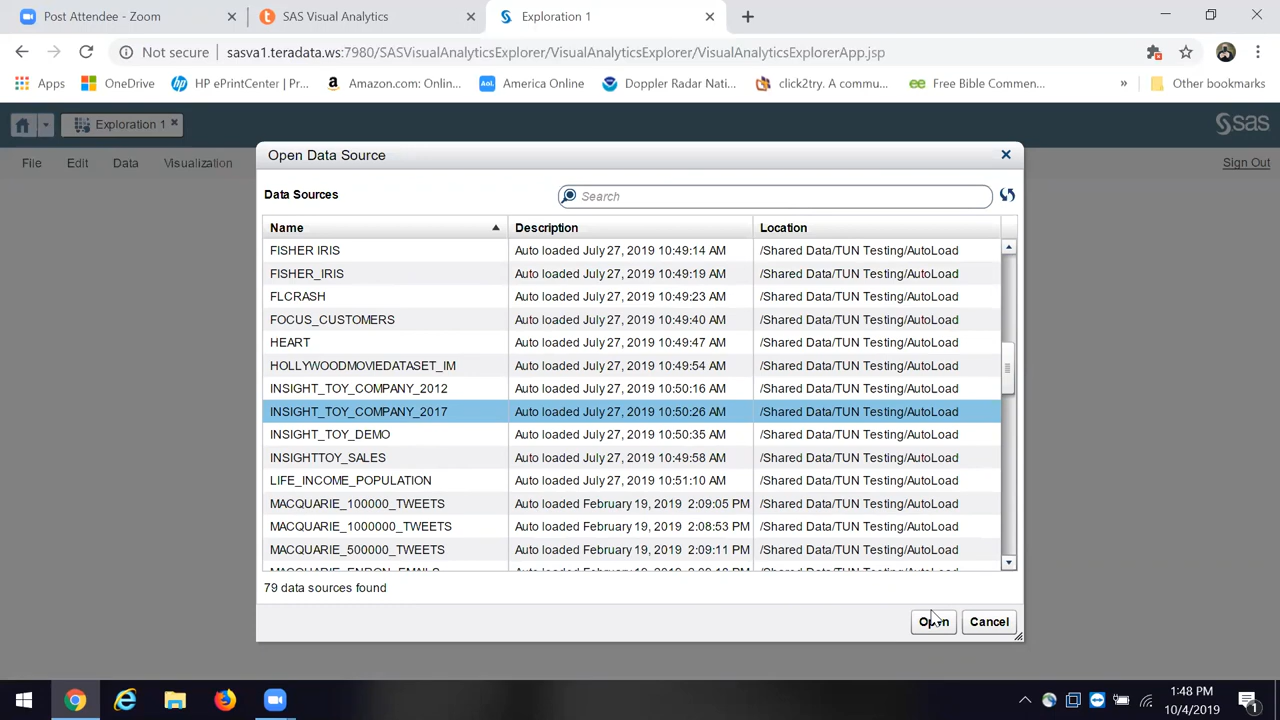 Post Attendee - Zoom
SAS Visual Analytics
Exploration 1
Not secure
sasva1.teradata.ws:7980/SASVisualAnalyticsExplorer/VisualAnalyticsExplorer/VisualAnalyticsExplorerApp.jsp
Apps
OneDrive
HP ePrintCenter | Pr...
Amazon.com: Onlin...
America Online
Doppler Radar Natio...
click2try. A commu...
Free Bible Commen...
»
Other bookmarks
Exploration 1
sas
File
Edit
Data
Visualization
Sign Out
Open Data Source
Data Sources
Search
Name Description Location
FISHER IRIS Auto loaded July 27, 2019 10:49:14 AM /Shared Data/TUN Testing/AutoLoad
FISHER_IRIS Auto loaded July 27, 2019 10:49:19 AM /Shared Data/TUN Testing/AutoLoad
FLCRASH Auto loaded July 27, 2019 10:49:23 AM /Shared Data/TUN Testing/AutoLoad
FOCUS_CUSTOMERS Auto loaded July 27, 2019 10:49:40 AM /Shared Data/TUN Testing/AutoLoad
HEART Auto loaded July 27, 2019 10:49:47 AM /Shared Data/TUN Testing/AutoLoad
HOLLYWOODMOVIEDATASET_IM Auto loaded July 27, 2019 10:49:54 AM /Shared Data/TUN Testing/AutoLoad
INSIGHT_TOY_COMPANY_2012 Auto loaded July 27, 2019 10:50:16 AM /Shared Data/TUN Testing/AutoLoad
INSIGHT_TOY_COMPANY_2017 Auto loaded July 27, 2019 10:50:26 AM /Shared Data/TUN Testing/AutoLoad
INSIGHT_TOY_DEMO Auto loaded July 27, 2019 10:50:35 AM /Shared Data/TUN Testing/AutoLoad
INSIGHTTOY_SALES Auto loaded July 27, 2019 10:49:58 AM /Shared Data/TUN Testing/AutoLoad
LIFE_INCOME_POPULATION Auto loaded July 27, 2019 10:51:10 AM /Shared Data/TUN Testing/AutoLoad
MACQUARIE_100000_TWEETS Auto loaded February 19, 2019 2:09:05 PM /Shared Data/TUN Testing/AutoLoad
MACQUARIE_1000000_TWEETS Auto loaded February 19, 2019 2:08:53 PM /Shared Data/TUN Testing/AutoLoad
MACQUARIE_500000_TWEETS Auto loaded February 19, 2019 2:09:11 PM /Shared Data/TUN Testing/AutoLoad
79 data sources found
Open
Cancel
1:48 PM
10/4/2019
1